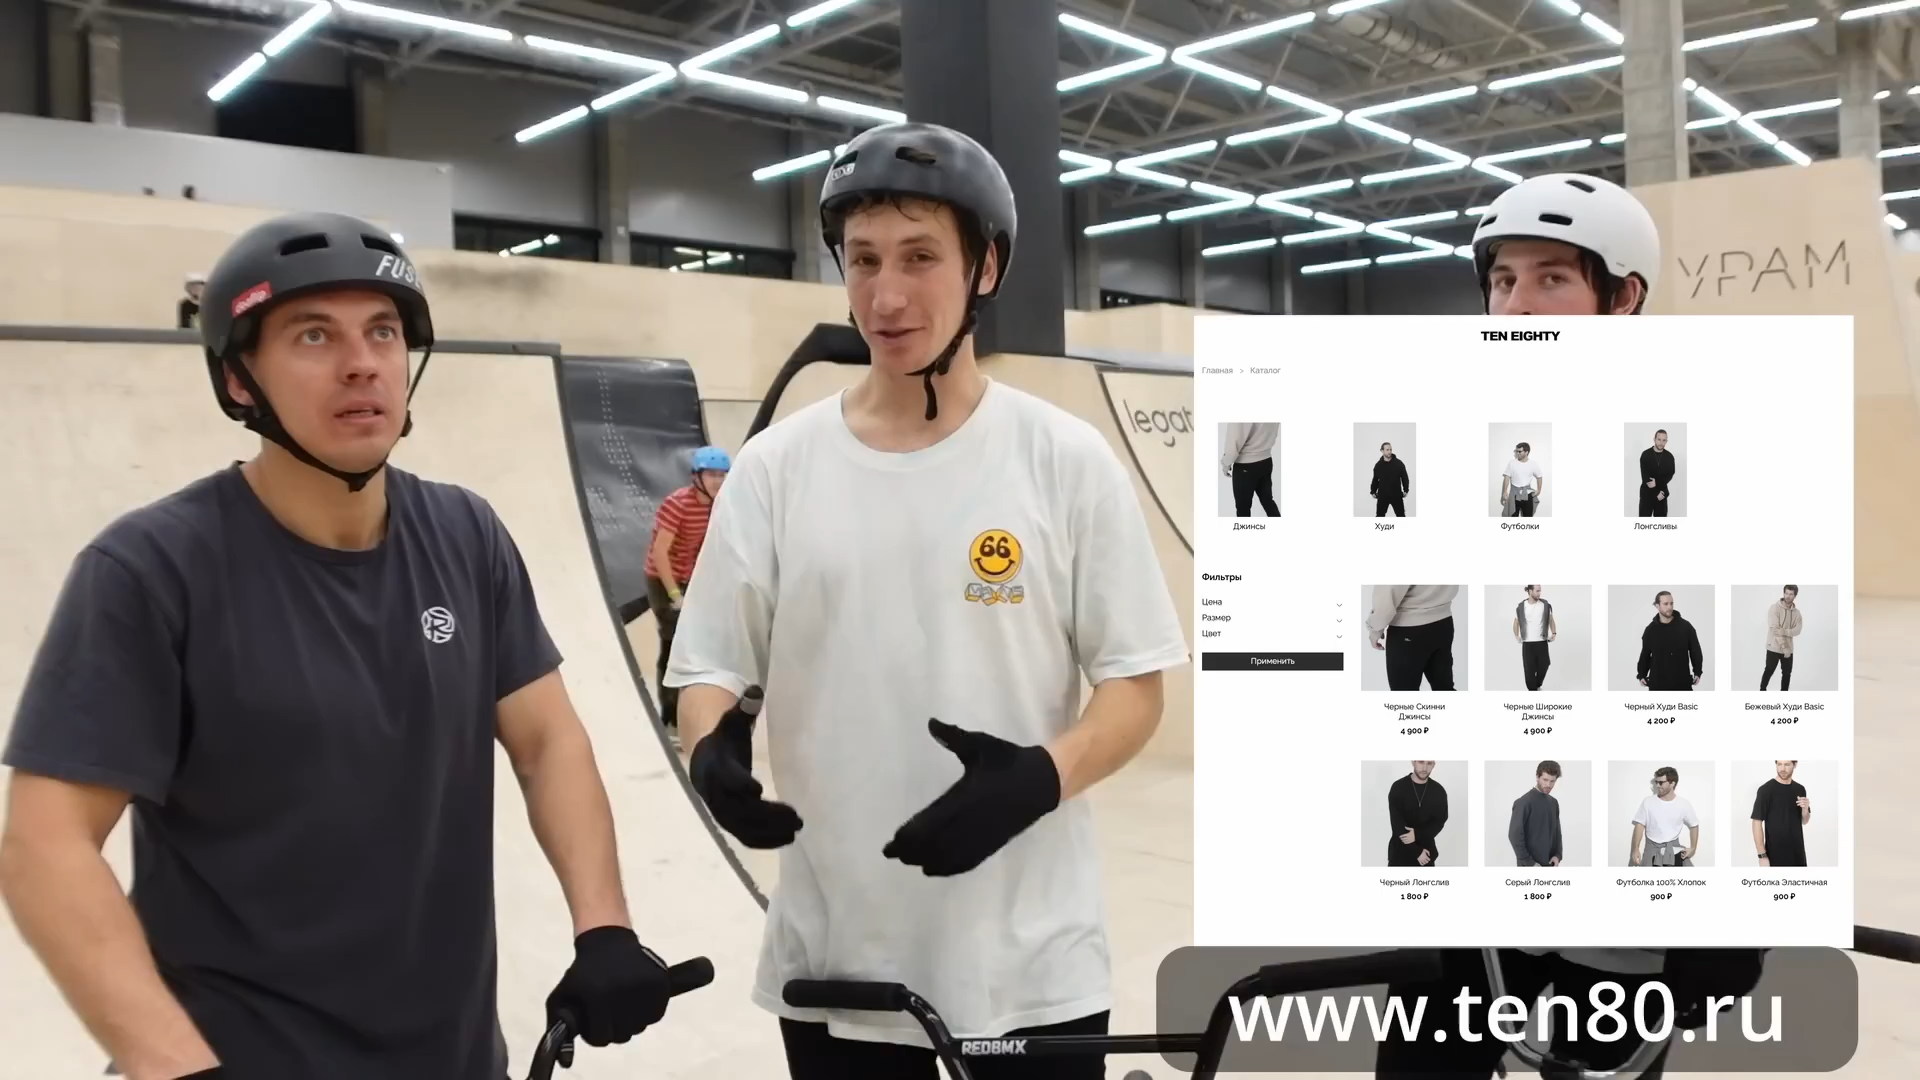 FUSE
УРАМ
legat
66
REDBMX
TEN EIGHTY
Главная > Каталог
Джинсы
Худи
Футболки
Лонгсливы
Фильтры
Цена
Размер
Цвет
Применить
Черные Скинни
Джинсы
4 900 ₽
Черные Широкие
Джинсы
4 900 ₽
Черный Худи Basic
4 200 ₽
Бежевый Худи Basic
4 200 ₽
Черный Лонгслив
1 800 ₽
Серый Лонгслив
1 800 ₽
Футболка 100% Хлопок
900 ₽
Футболка Эластичная
900 ₽
www.ten80.ru